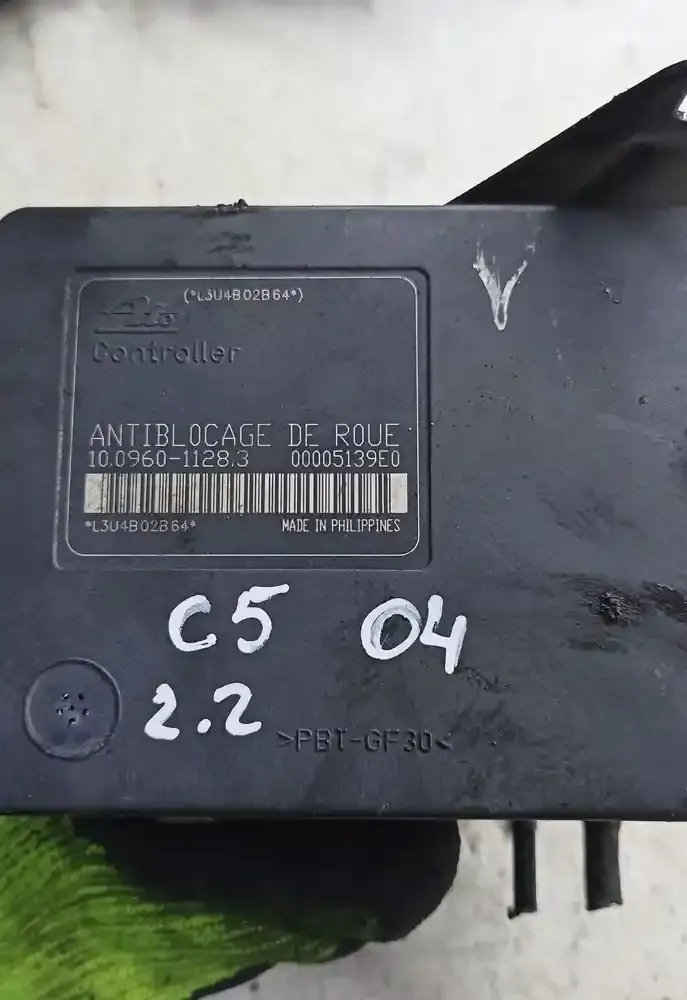 (*L3U4B02B64*)
Ate
Controller
ANTIBLOCAGE DE ROUE
10.0960-1128.3 00005139E0
*L3U4B02B64* MADE IN PHILIPPINES
C5 04
2.2
>PBT-GF30<